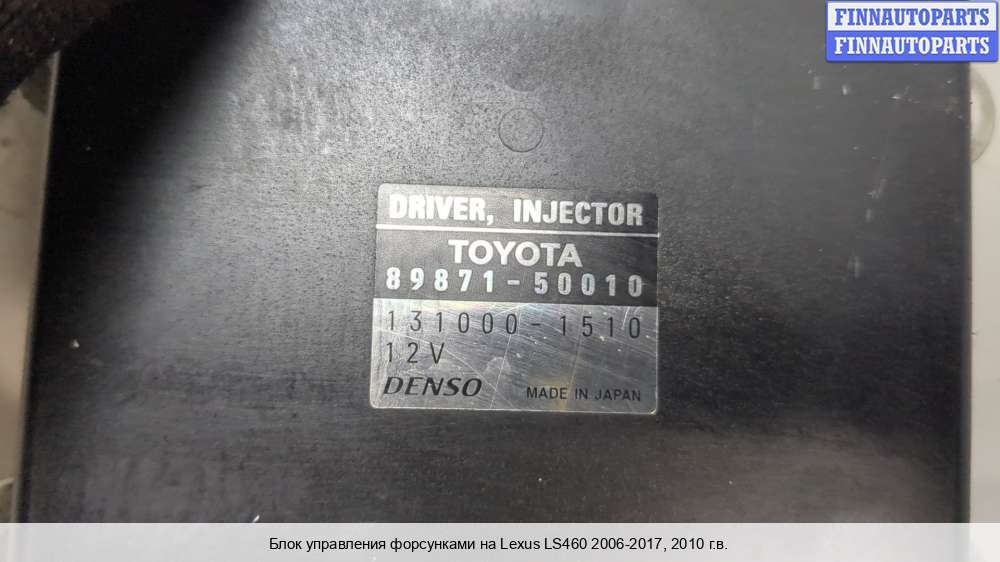 FINNAUTOPARTS
FINNAUTOPARTS
DRIVER, INJECTOR
TOYOTA
89871-50010
131000-1510
12V
DENSO MADE IN JAPAN
Блок управления форсунками на Lexus LS460 2006-2017, 2010 г.в.